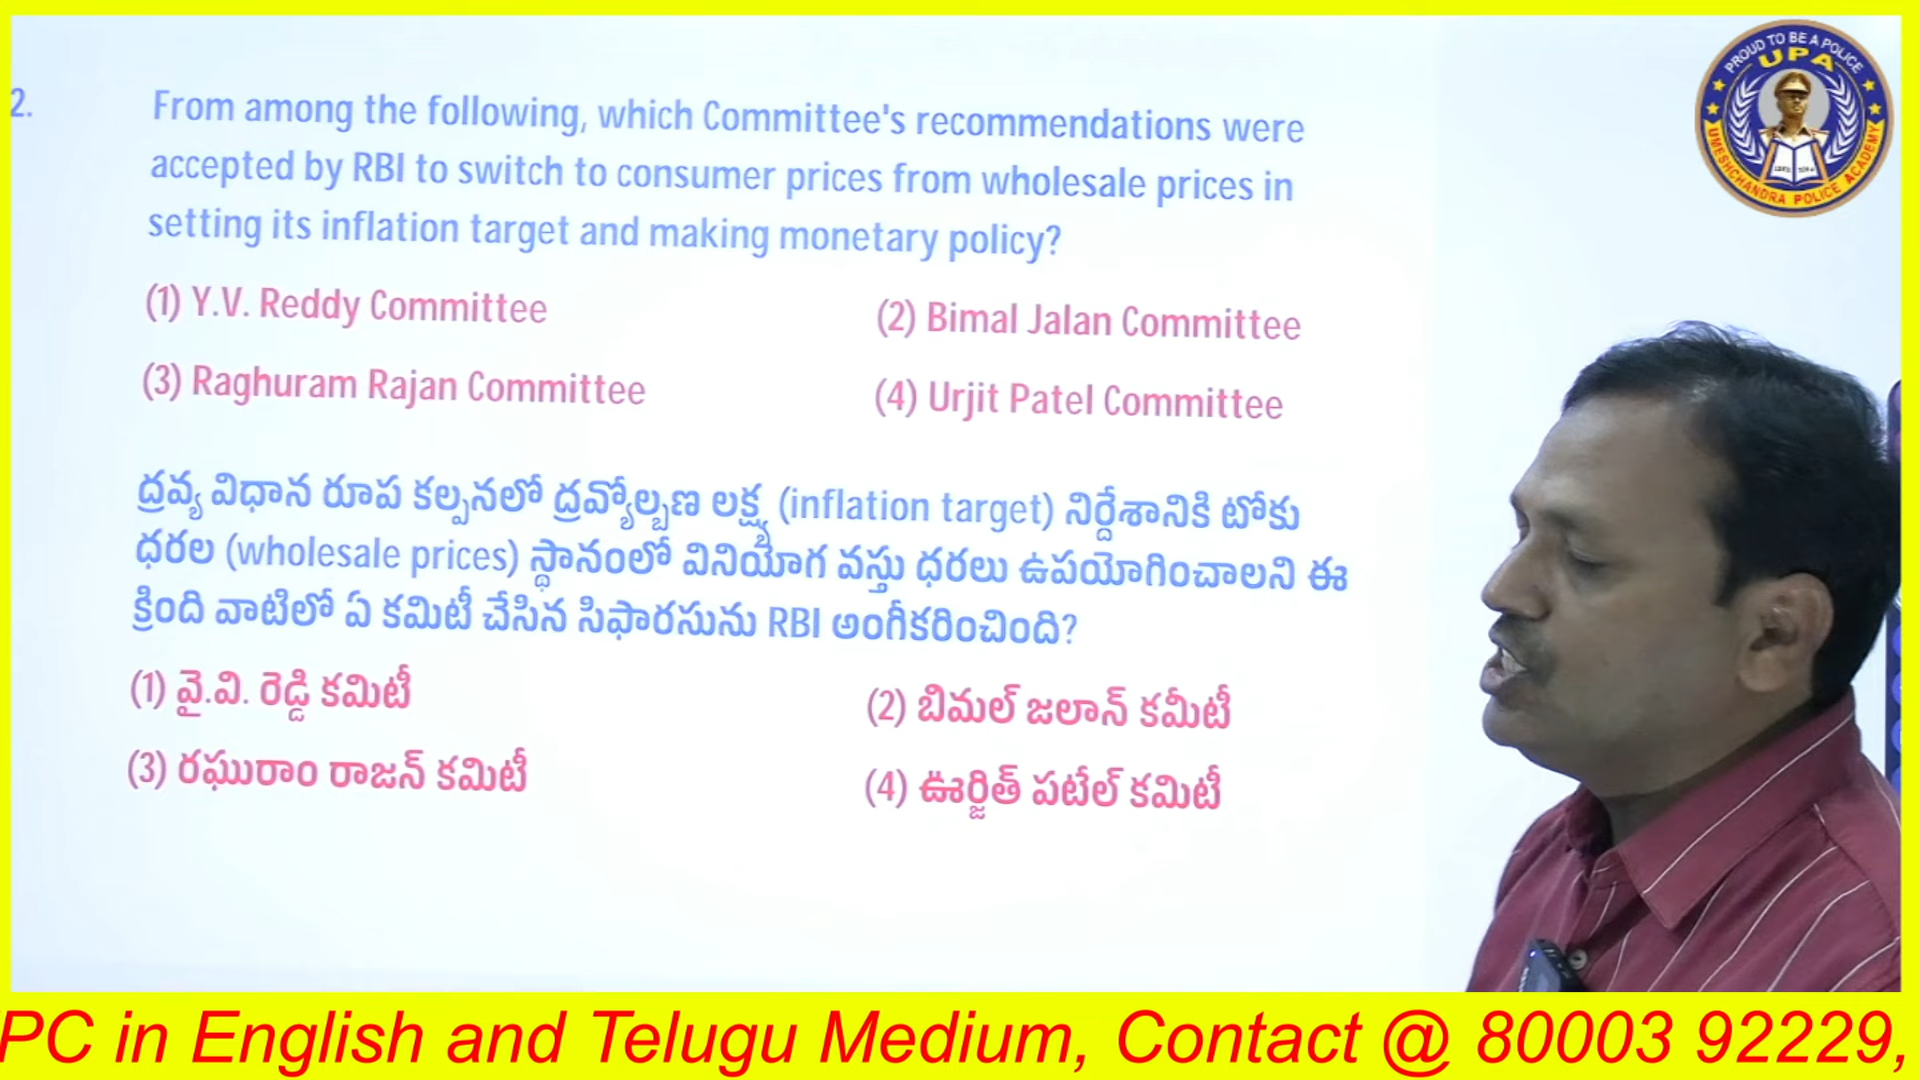 PROUD TO BE A POLICE
UPA
UMESHCHANDRA POLICE ACADEMY
2.
From among the following, which Committee's recommendations were
accepted by RBI to switch to consumer prices from wholesale prices in
setting its inflation target and making monetary policy?
(1) Y.V. Reddy Committee
(2) Bimal Jalan Committee
(3) Raghuram Rajan Committee
(4) Urjit Patel Committee
ద్రవ్య విధాన రూప కల్పనలో ద్రవ్యోల్బణ లక్ష్య (inflation target) నిర్దేశానికి టోకు
ధరల (wholesale prices) స్థానంలో వినియోగ వస్తు ధరలు ఉపయోగించాలని ఈ
క్రింది వాటిలో ఏ కమిటీ చేసిన సిఫారసును RBI అంగీకరించింది?
(1) వై.వి. రెడ్డి కమిటీ
(2) బిమల్ జలాన్ కమీటీ
(3) రఘురాం రాజన్ కమిటీ
(4) ఊర్జిత్ పటేల్ కమిటీ
PC in English and Telugu Medium, Contact @ 80003 92229,